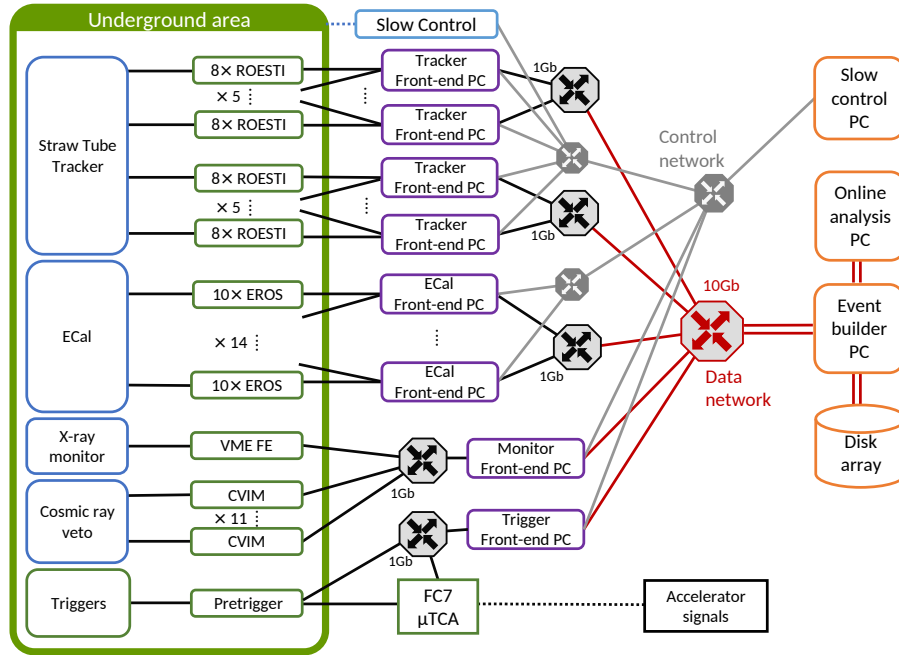 Underground area
Slow Control
Straw Tube
Tracker
8× ROESTI
× 5 ⋮
8× ROESTI
8× ROESTI
× 5 ⋮
8× ROESTI
Tracker
Front-end PC
⋮
Tracker
Front-end PC
Tracker
Front-end PC
⋮
Tracker
Front-end PC
1Gb
1Gb
Control
network
Slow
control
PC
Online
analysis
PC
ECal
10× EROS
× 14 ⋮
10× EROS
ECal
Front-end PC
⋮
ECal
Front-end PC
1Gb
10Gb
Data
network
Event
builder
PC
Disk
array
X-ray
monitor
VME FE
Cosmic ray
veto
CVIM
× 11 ⋮
CVIM
1Gb
Monitor
Front-end PC
Trigger
Front-end PC
1Gb
Triggers
Pretrigger
FC7
μTCA
Accelerator
signals